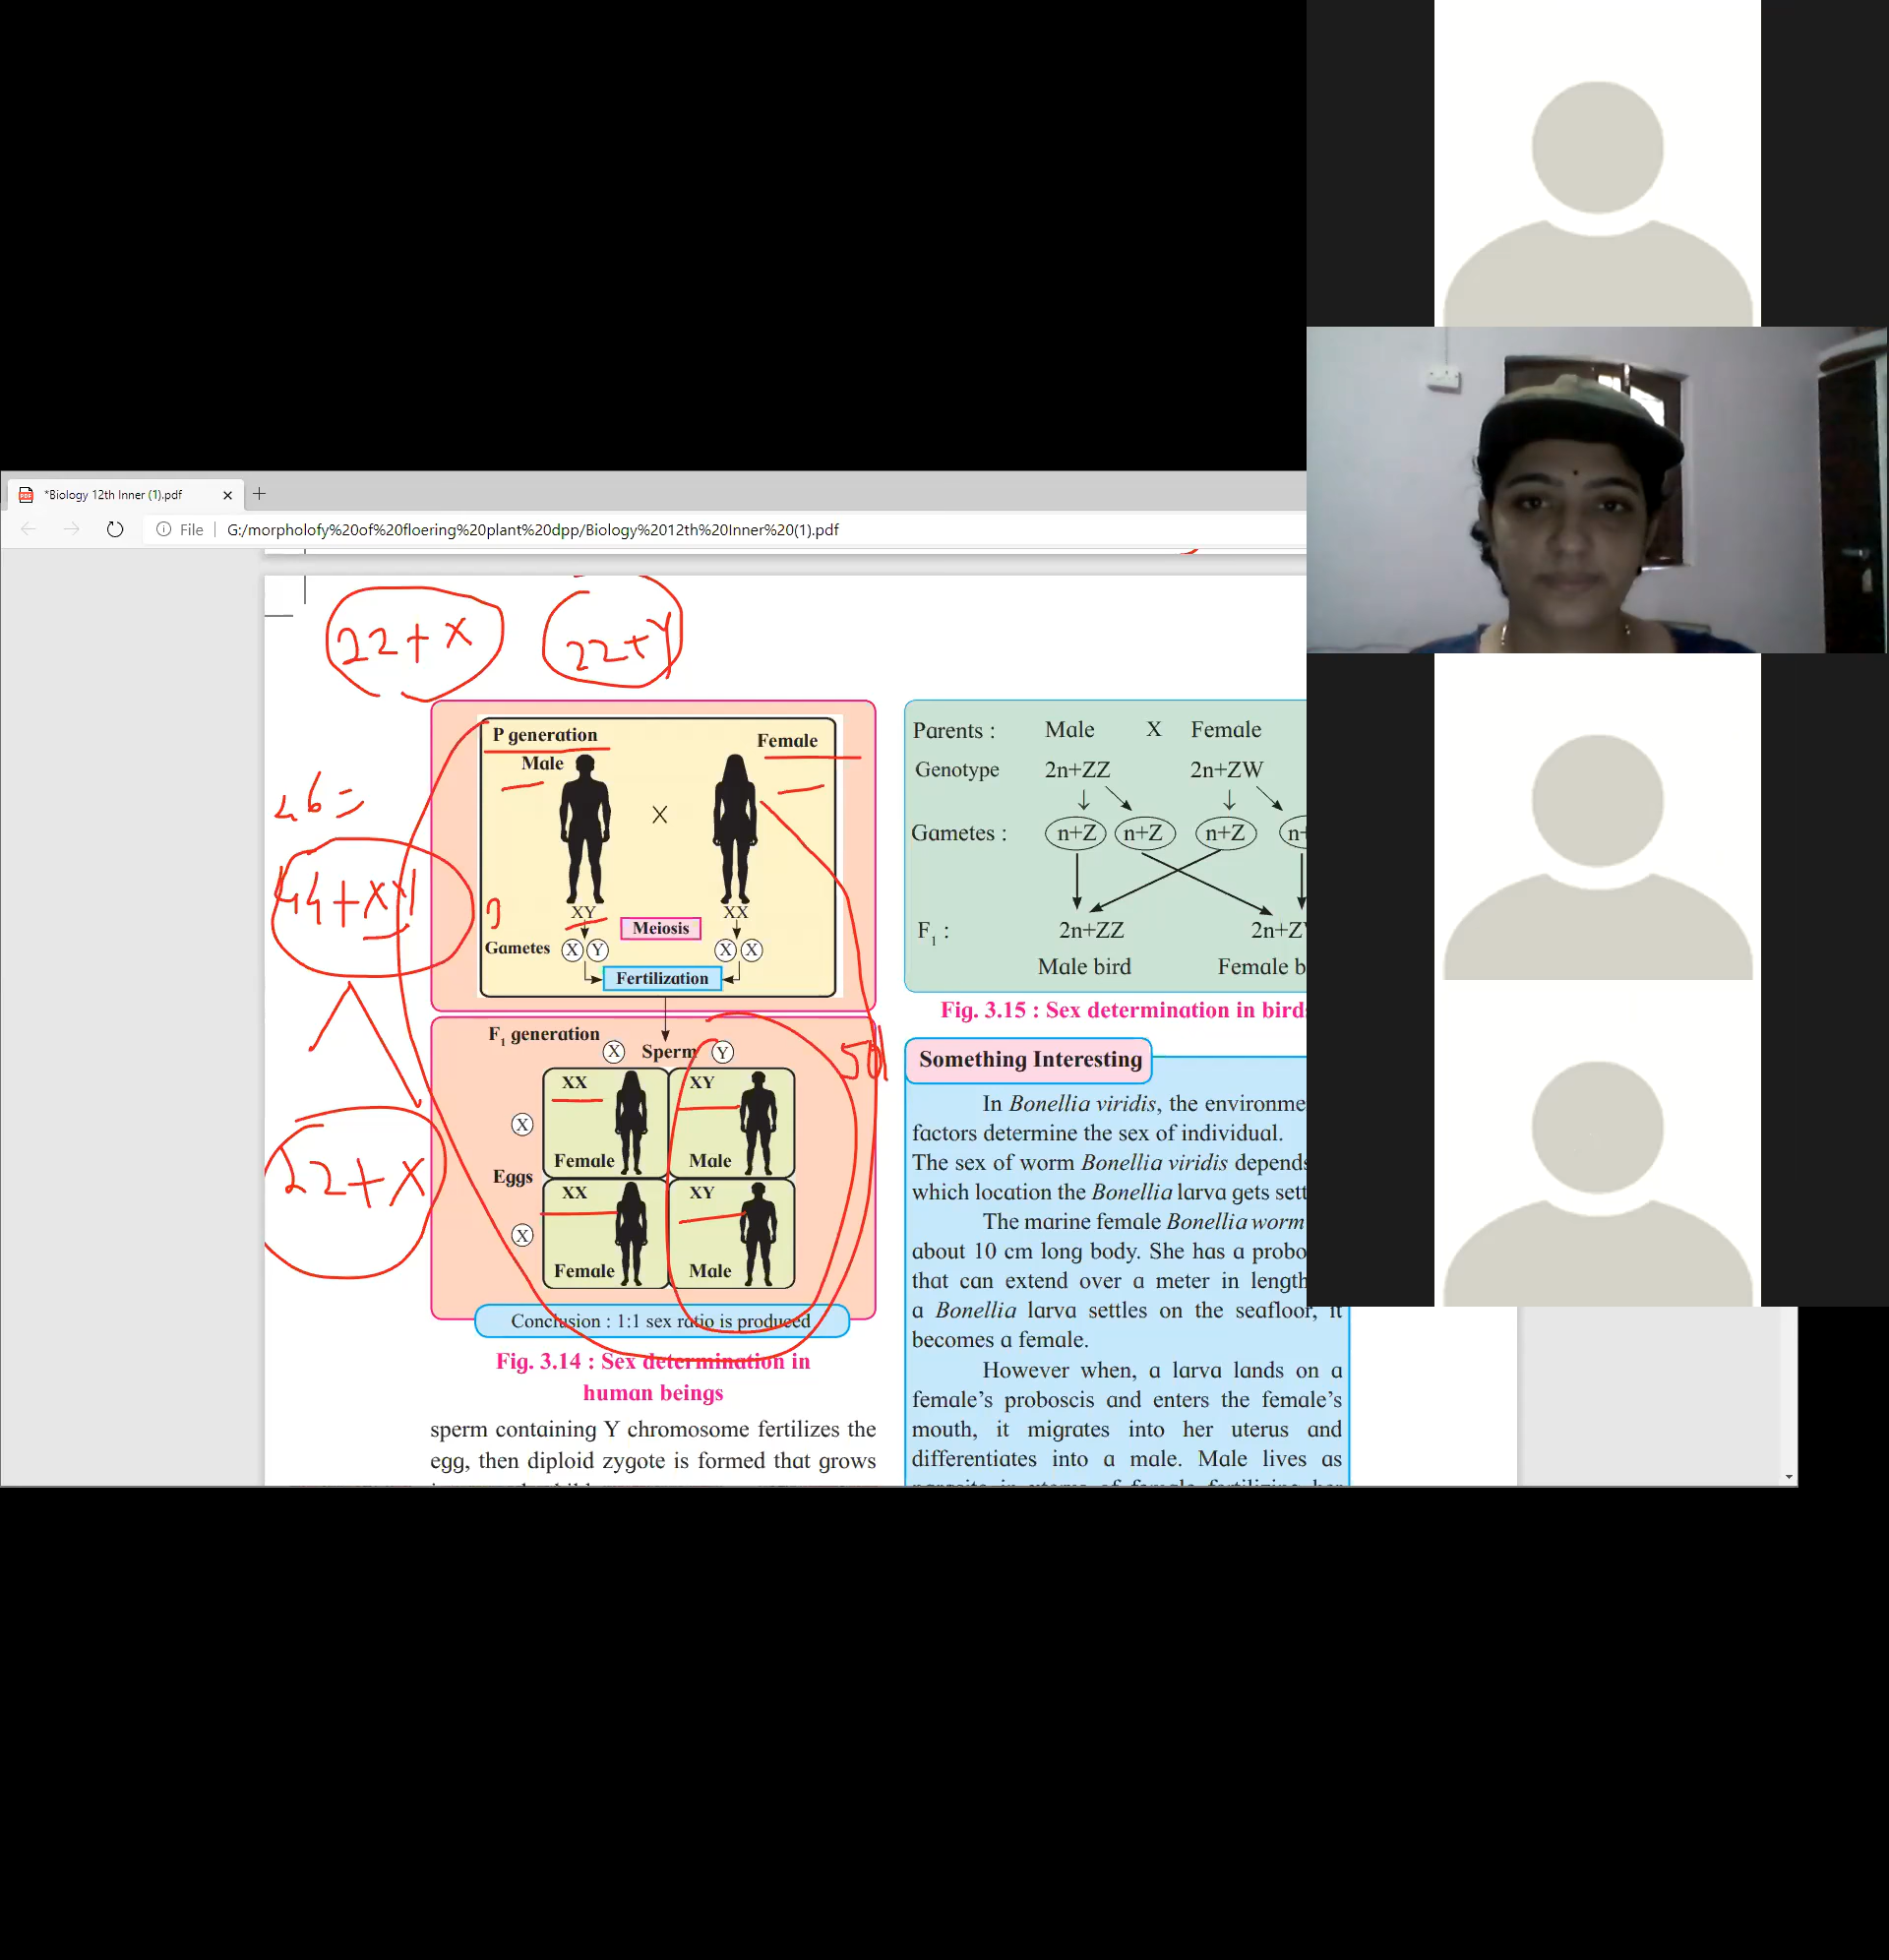 *Biology 12th Inner (1).pdf
File
G:/morpholofy%20of%20floering%20plant%20dpp/Biology%2012th%20Inner%20(1).pdf
22+X
22+Y
46=
44+XY
22+X
P generation
Male
Female
X
XY
XX
Meiosis
Gametes
X Y
X X
Fertilization
F1 generation
X Sperm Y
Eggs
X
XX
Female
XY
Male
X
XX
Female
XY
Male
Conclusion : 1:1 sex ratio is produced
Fig. 3.14 : Sex determination in
human beings
sperm containing Y chromosome fertilizes the
egg, then diploid zygote is formed that grows
Parents : Male X Female
Genotype 2n+ZZ 2n+ZW
Gametes : n+Z n+Z n+Z n+
F1 : 2n+ZZ 2n+Z
Male bird Female b
Fig. 3.15 : Sex determination in bird
Something Interesting
In Bonellia viridis, the environme
factors determine the sex of individual.
The sex of worm Bonellia viridis depends
which location the Bonellia larva gets sett
The marine female Bonellia worm
about 10 cm long body. She has a probo
that can extend over a meter in length
a Bonellia larva settles on the seafloor, it
becomes a female.
However when, a larva lands on a
female’s proboscis and enters the female’s
mouth, it migrates into her uterus and
differentiates into a male. Male lives as